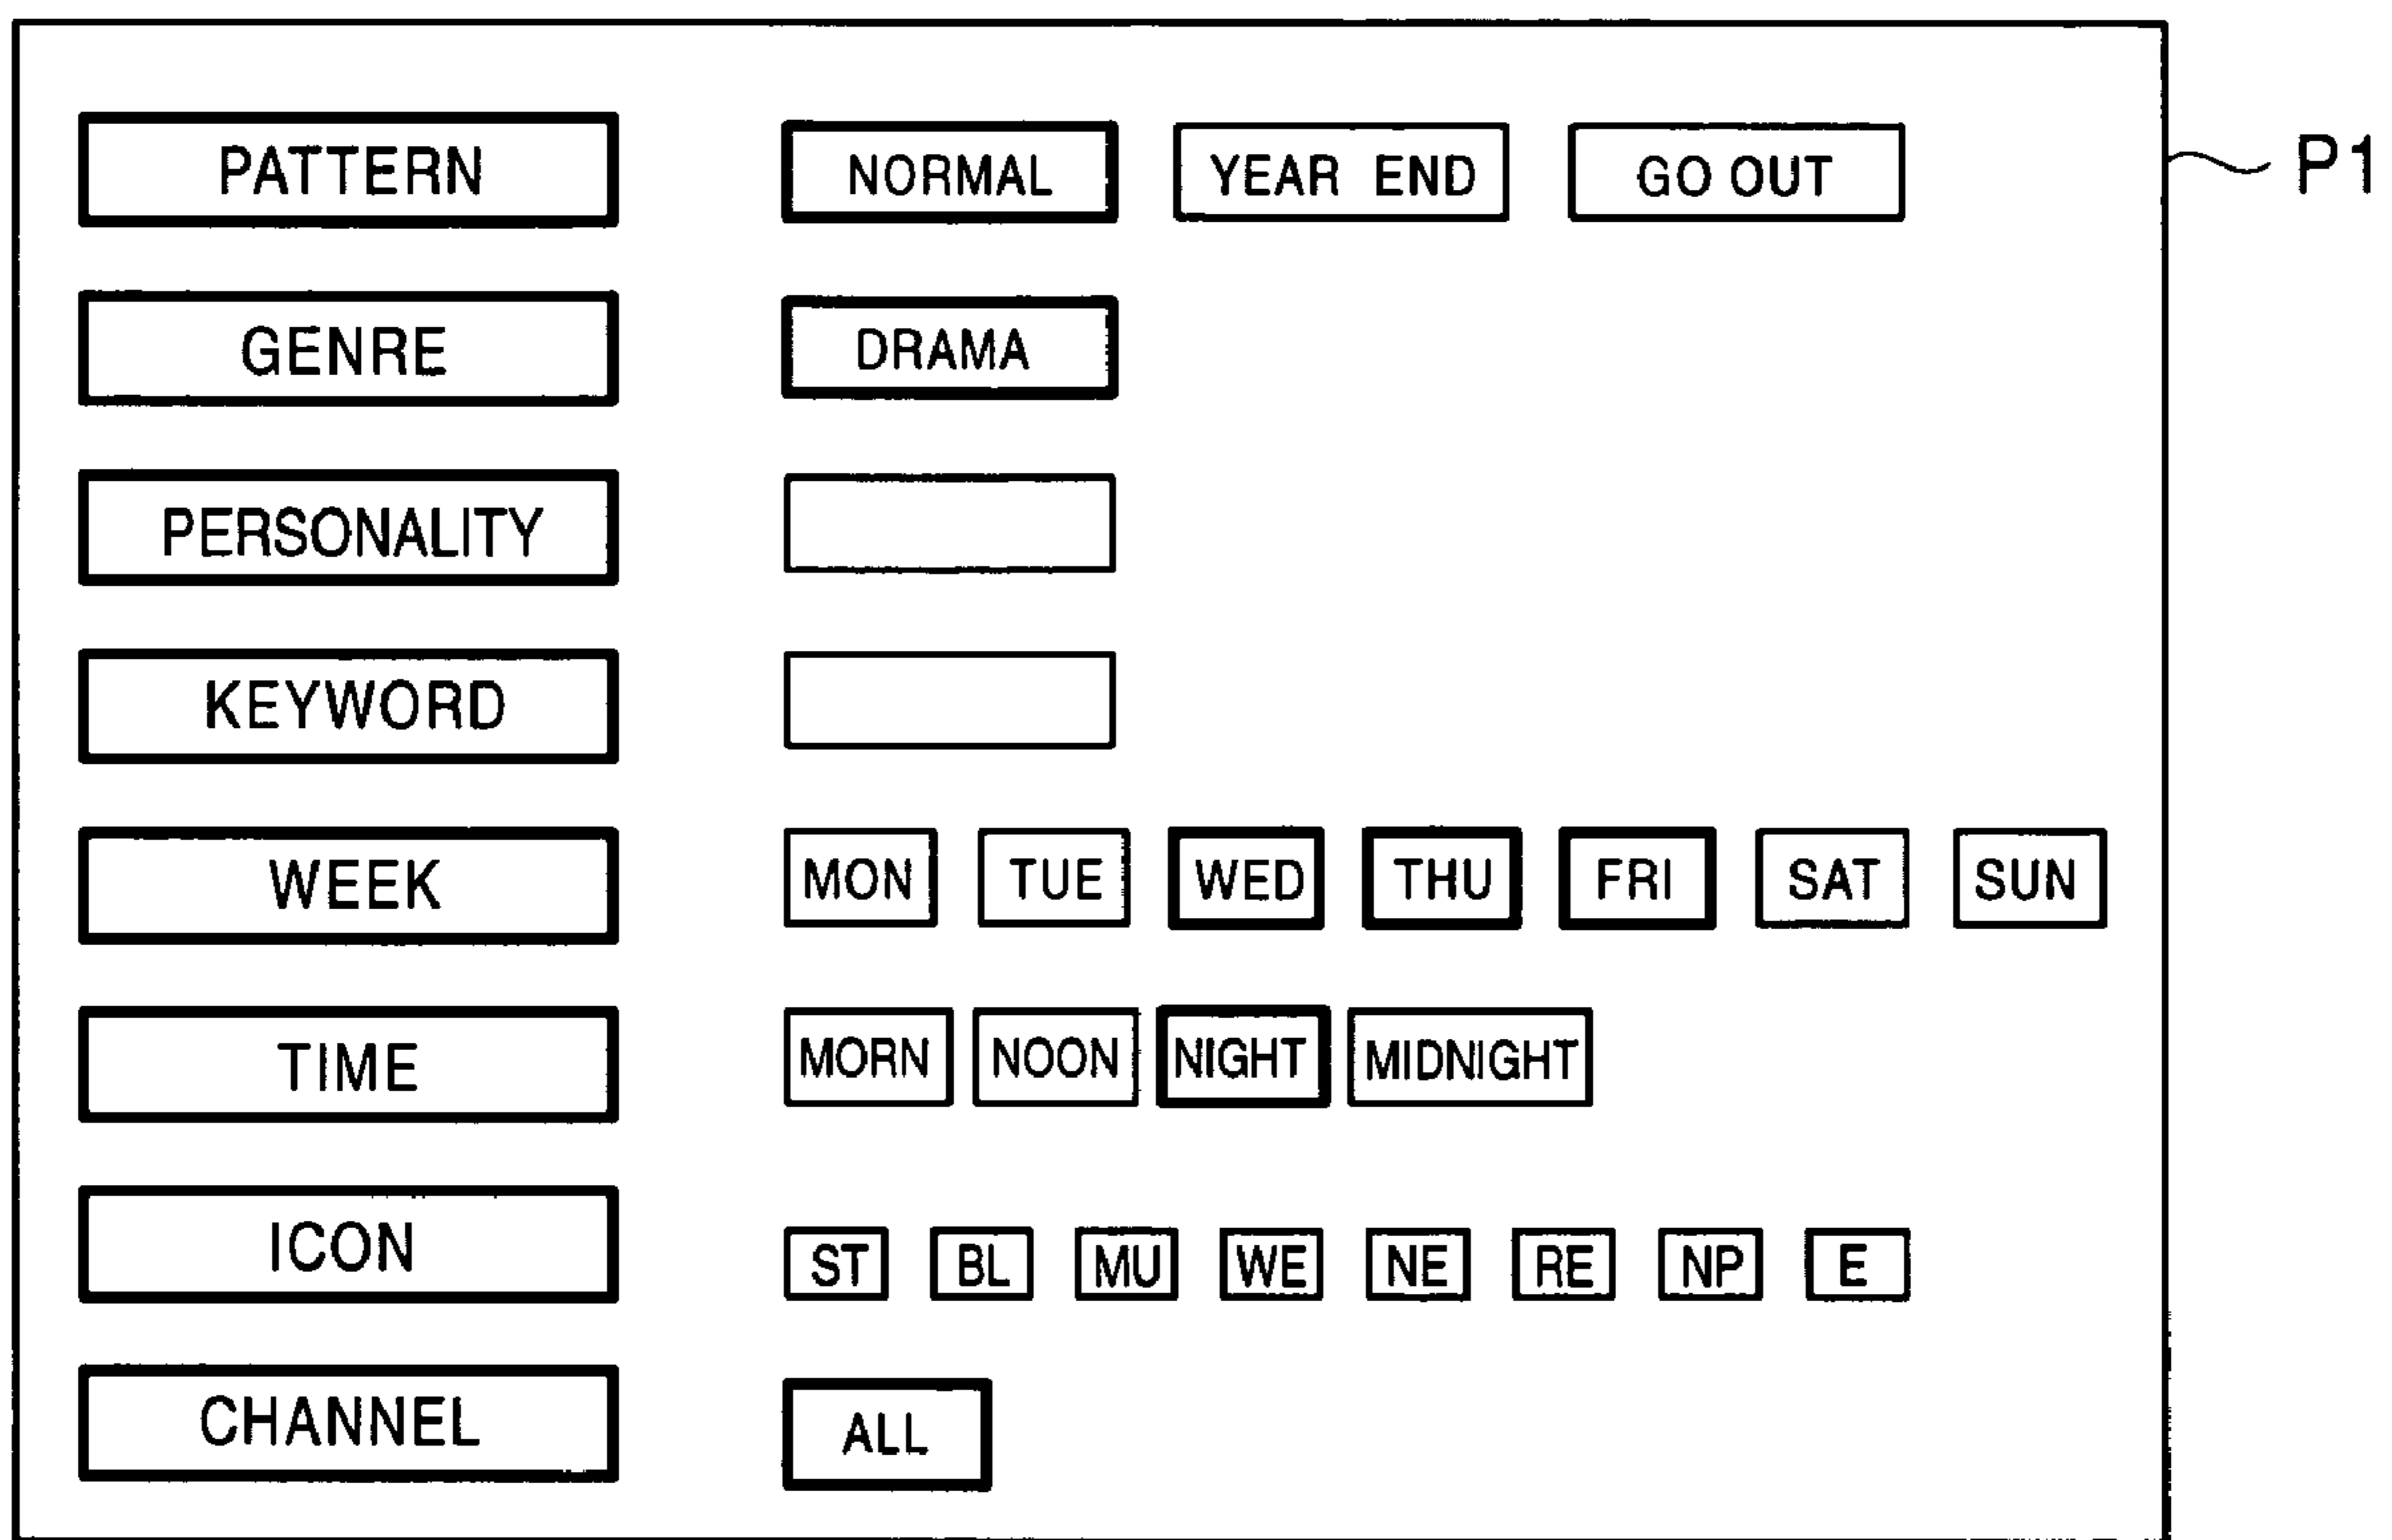 PATTERN NORMAL YEAR END GO OUT P1
GENRE DRAMA
PERSONALITY
KEYWORD
WEEK MON TUE WED THU FRI SAT SUN
TIME MORN NOON NIGHT MIDNIGHT
ICON ST BL MU WE NE RE NP E
CHANNEL ALL